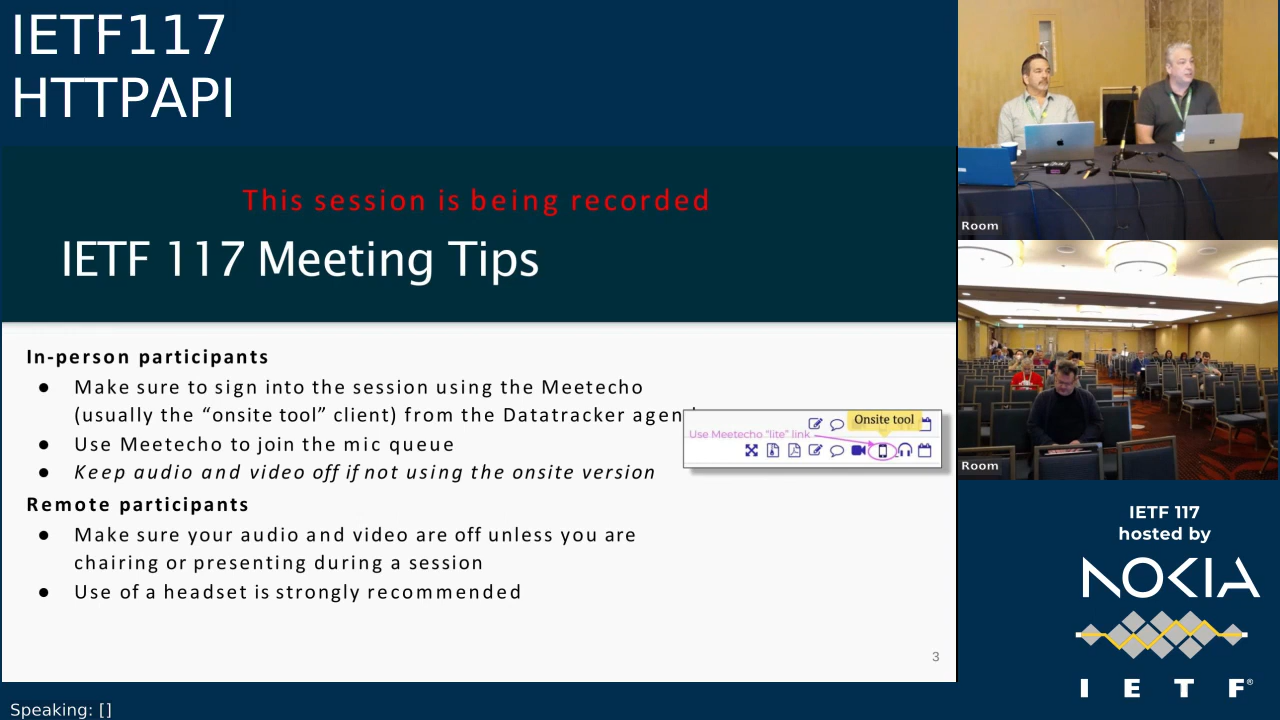 IETF117
HTTPAPI
This session is being recorded
IETF 117 Meeting Tips
In-person participants
● Make sure to sign into the session using the Meetecho
(usually the “onsite tool” client) from the Datatracker agend
● Use Meetecho to join the mic queue
● Keep audio and video off if not using the onsite version
Onsite tool
Use Meetecho "lite" link
Remote participants
● Make sure your audio and video are off unless you are
chairing or presenting during a session
● Use of a headset is strongly recommended
3
Room
Room
IETF 117
hosted by
NOKIA
I E T F®
Speaking: []